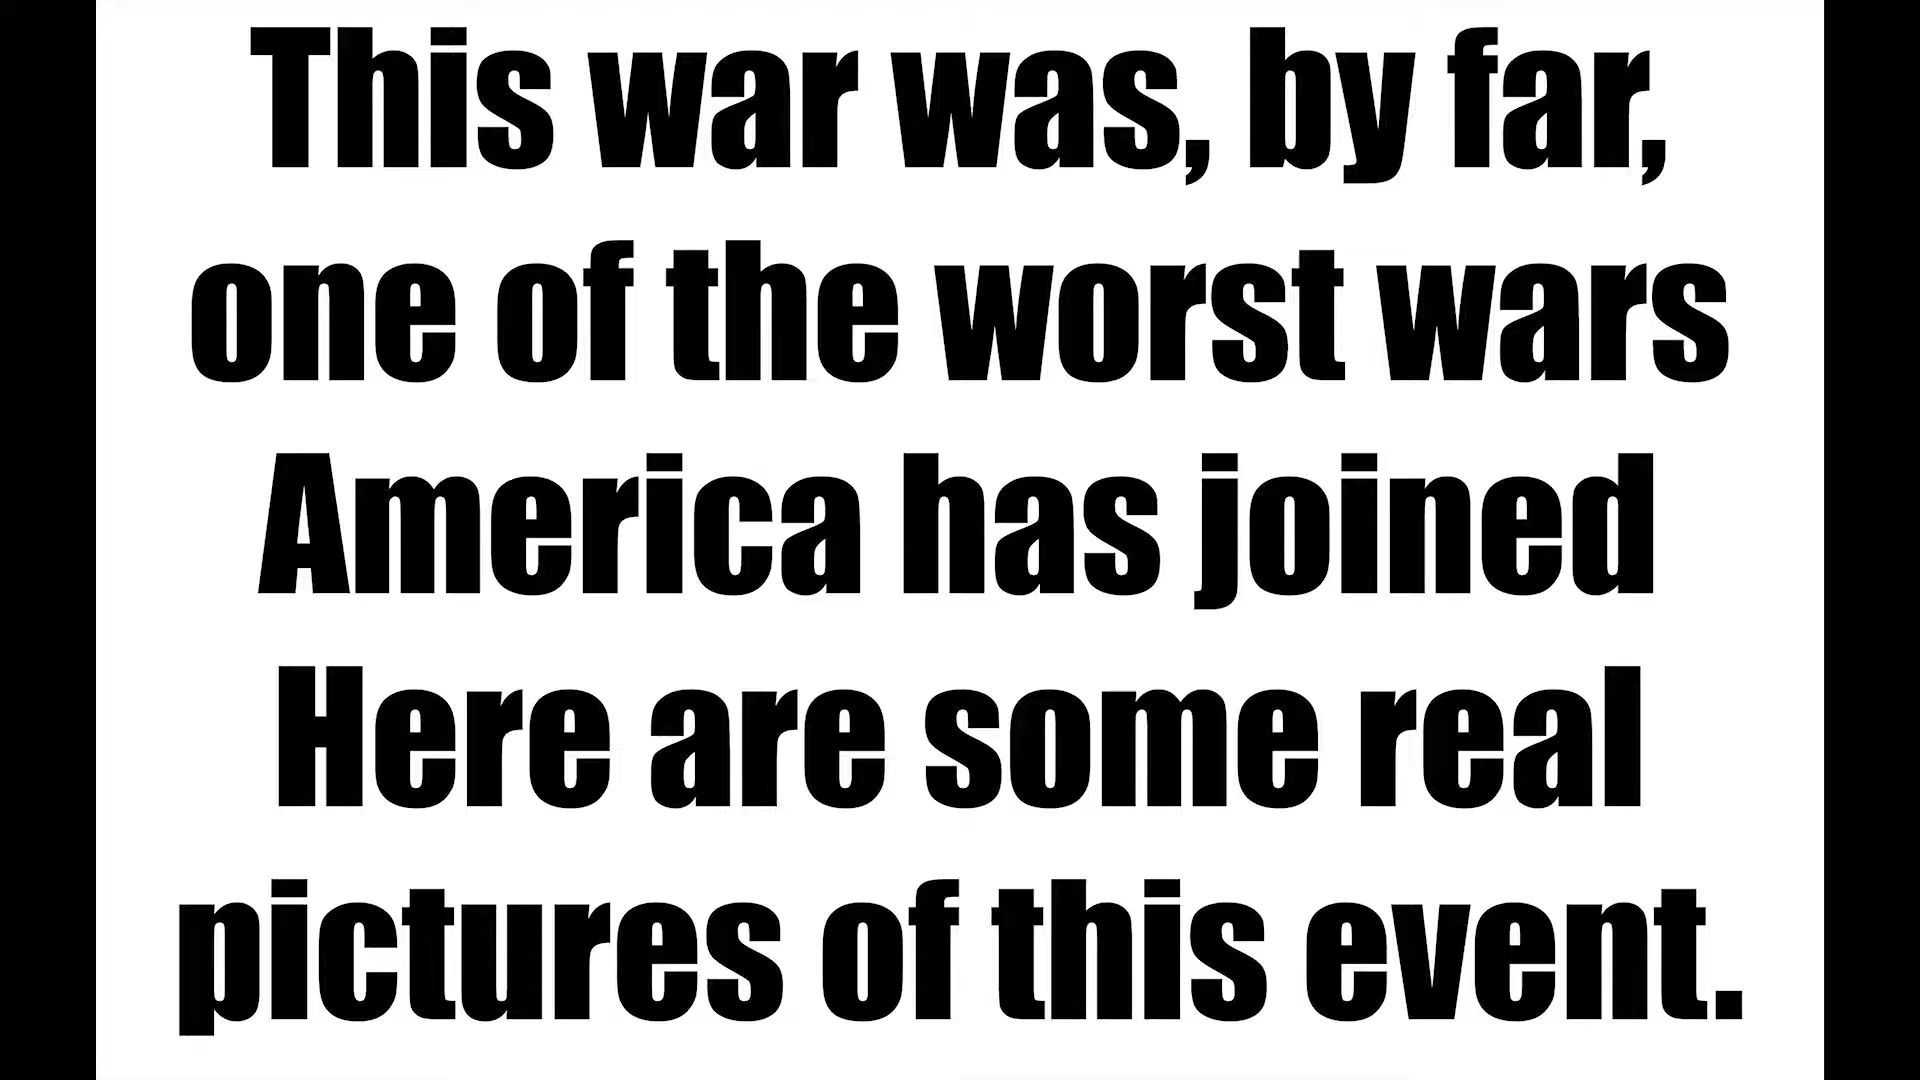 This war was, by far,
one of the worst wars
America has joined
Here are some real
pictures of this event.